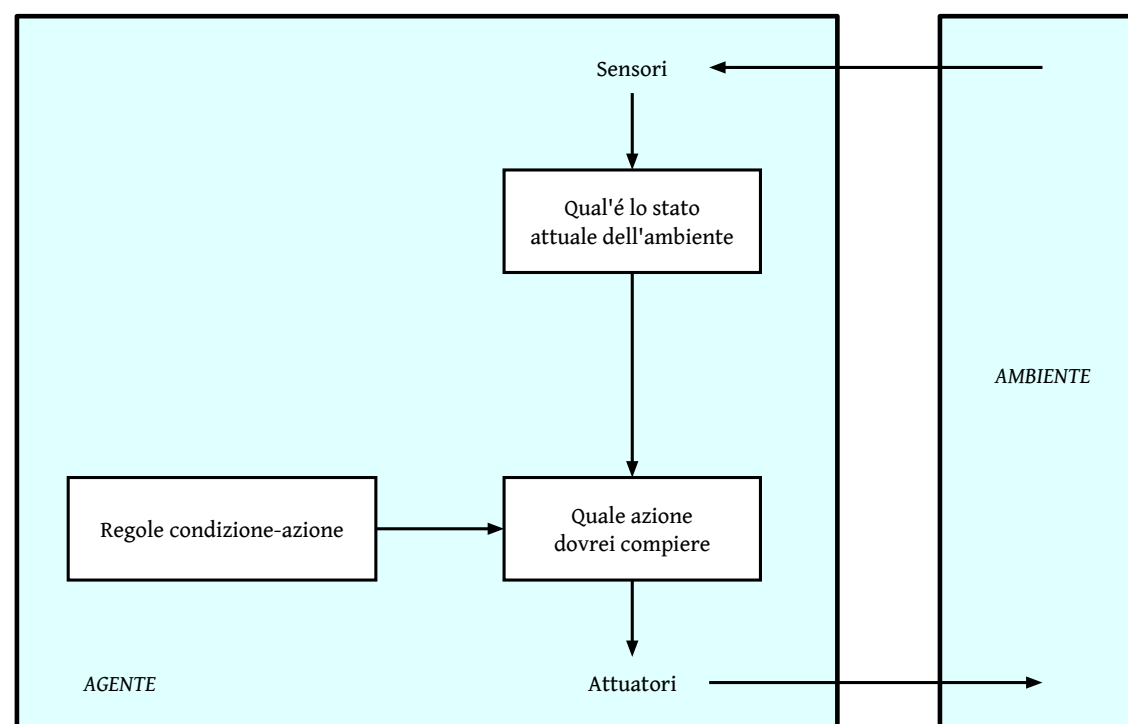 Sensori
Qual'é lo stato
attuale dell'ambiente
AMBIENTE
Regole condizione-azione
Quale azione
dovrei compiere
AGENTE
Attuatori